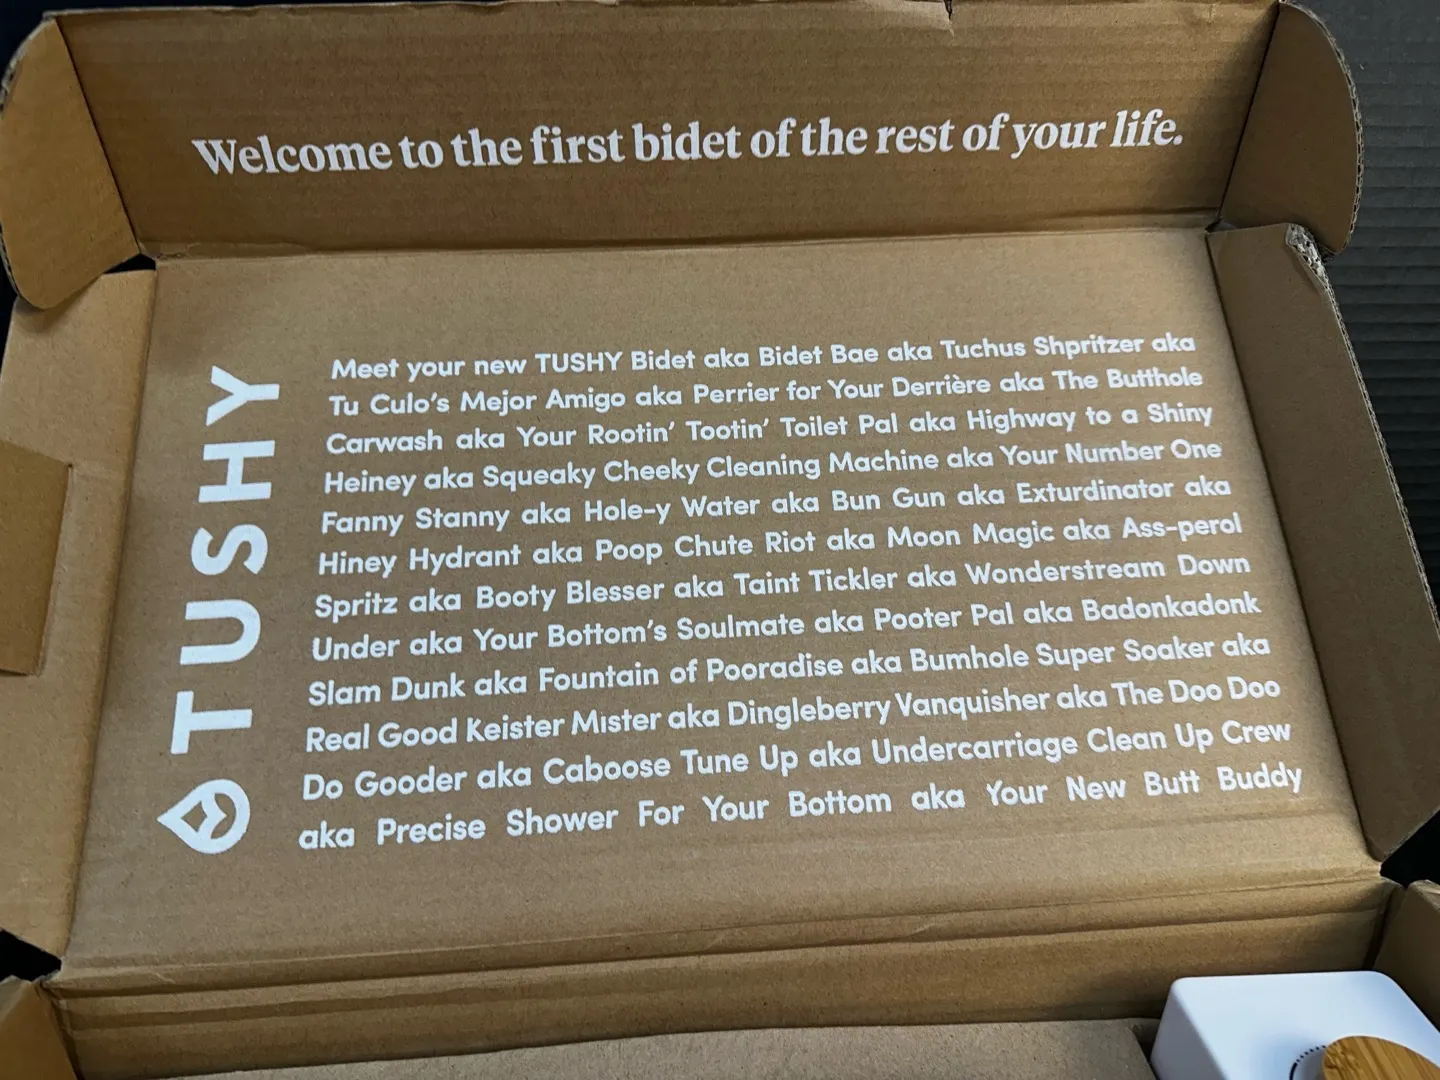 Welcome to the first bidet of the rest of your life.
TUSHY
Meet your new TUSHY Bidet aka Bidet Bae aka Tuchus Shpritzer aka
Tu Culo's Mejor Amigo aka Perrier for Your Derrière aka The Butthole
Carwash aka Your Rootin' Tootin' Toilet Pal aka Highway to a Shiny
Heiney aka Squeaky Cheeky Cleaning Machine aka Your Number One
Fanny Stanny aka Hole-y Water aka Bun Gun aka Exturdinator aka
Hiney Hydrant aka Poop Chute Riot aka Moon Magic aka Ass-perol
Spritz aka Booty Blesser aka Taint Tickler aka Wonderstream Down
Under aka Your Bottom's Soulmate aka Pooter Pal aka Badonkadonk
Slam Dunk aka Fountain of Pooradise aka Bumhole Super Soaker aka
Real Good Keister Mister aka Dingleberry Vanquisher aka The Doo Doo
Do Gooder aka Caboose Tune Up aka Undercarriage Clean Up Crew
aka Precise Shower For Your Bottom aka Your New Butt Buddy